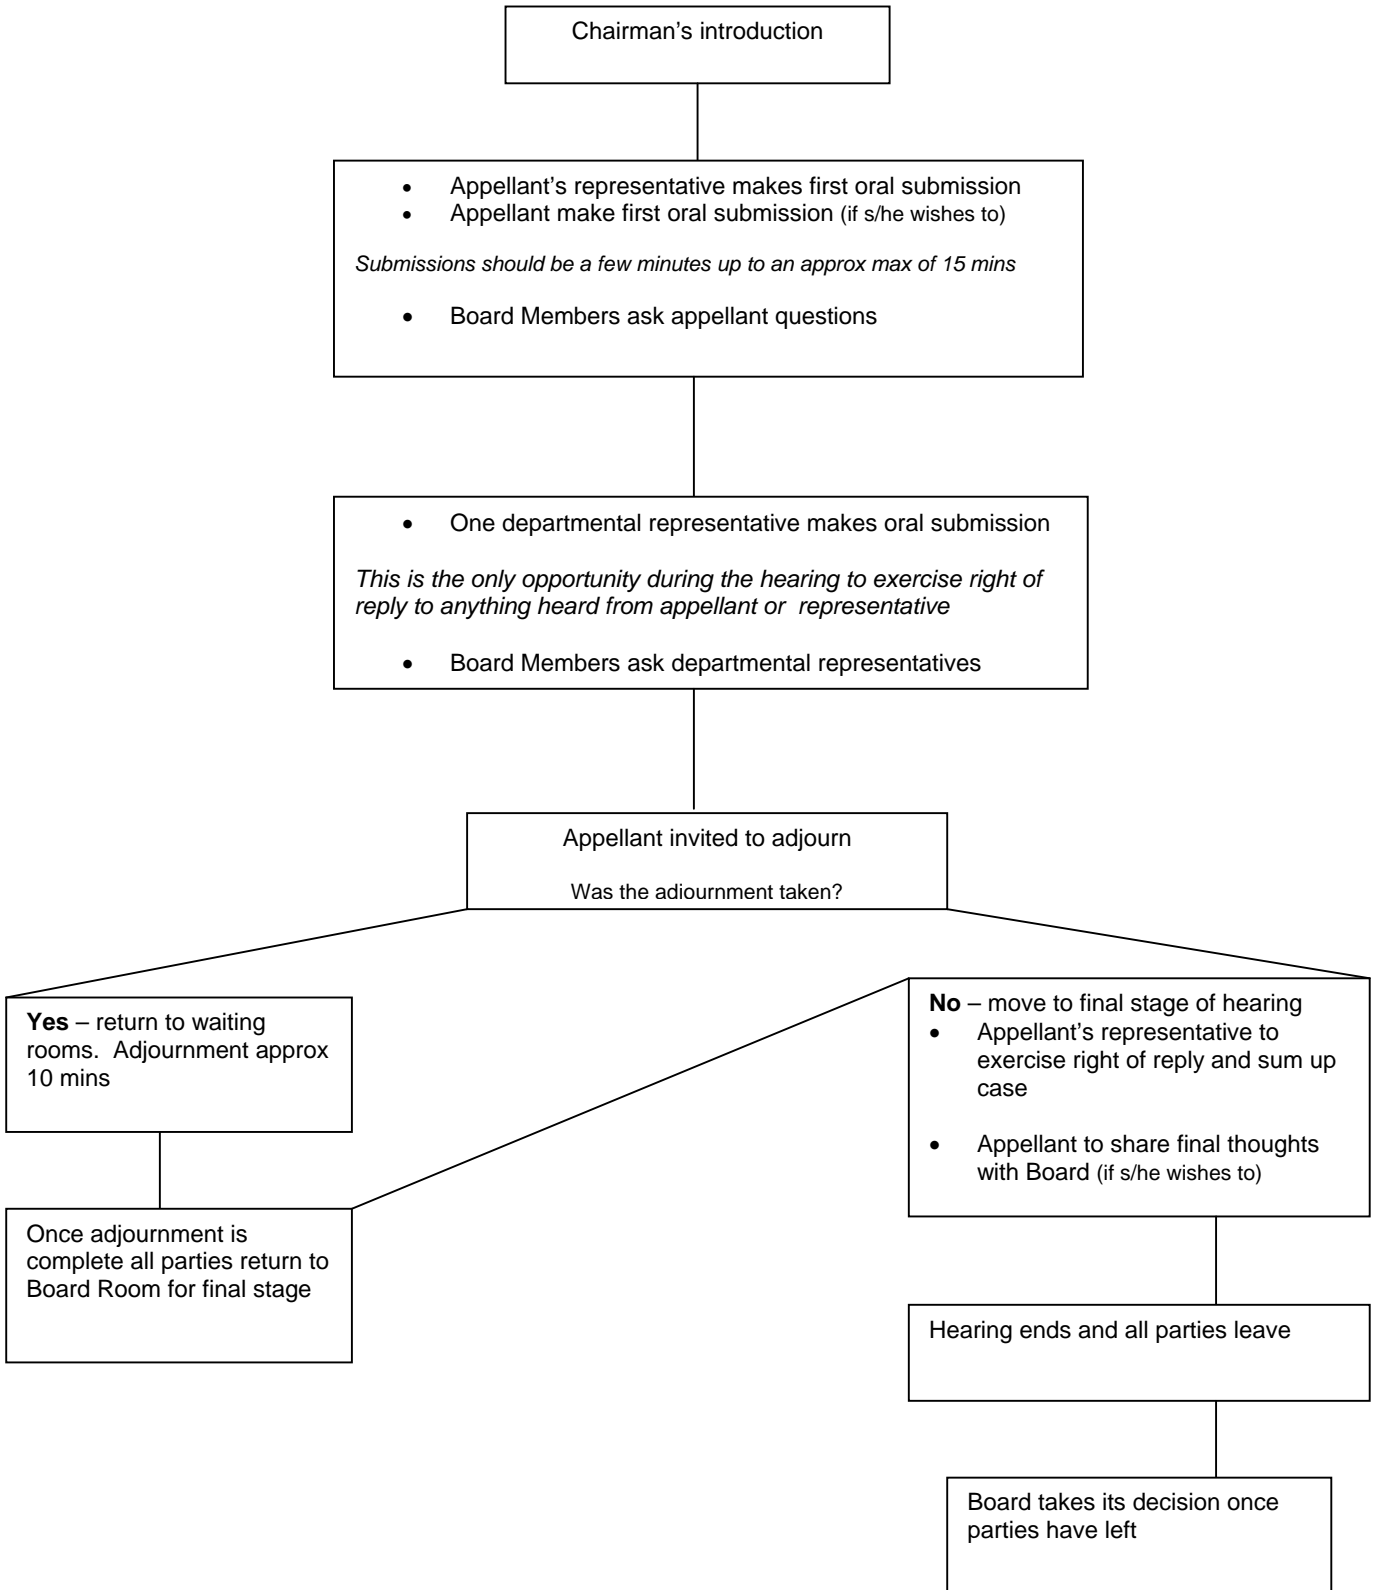 Chairman’s introduction
• Appellant’s representative makes first oral submission
• Appellant make first oral submission (if s/he wishes to)
Submissions should be a few minutes up to an approx max of 15 mins
• Board Members ask appellant questions
• One departmental representative makes oral submission
This is the only opportunity during the hearing to exercise right of
reply to anything heard from appellant or representative
• Board Members ask departmental representatives
Appellant invited to adjourn
Was the adjournment taken?
Yes – return to waiting
rooms. Adjournment approx
10 mins
Once adjournment is
complete all parties return to
Board Room for final stage
No – move to final stage of hearing
• Appellant’s representative to
exercise right of reply and sum up
case
• Appellant to share final thoughts
with Board (if s/he wishes to)
Hearing ends and all parties leave
Board takes its decision once
parties have left